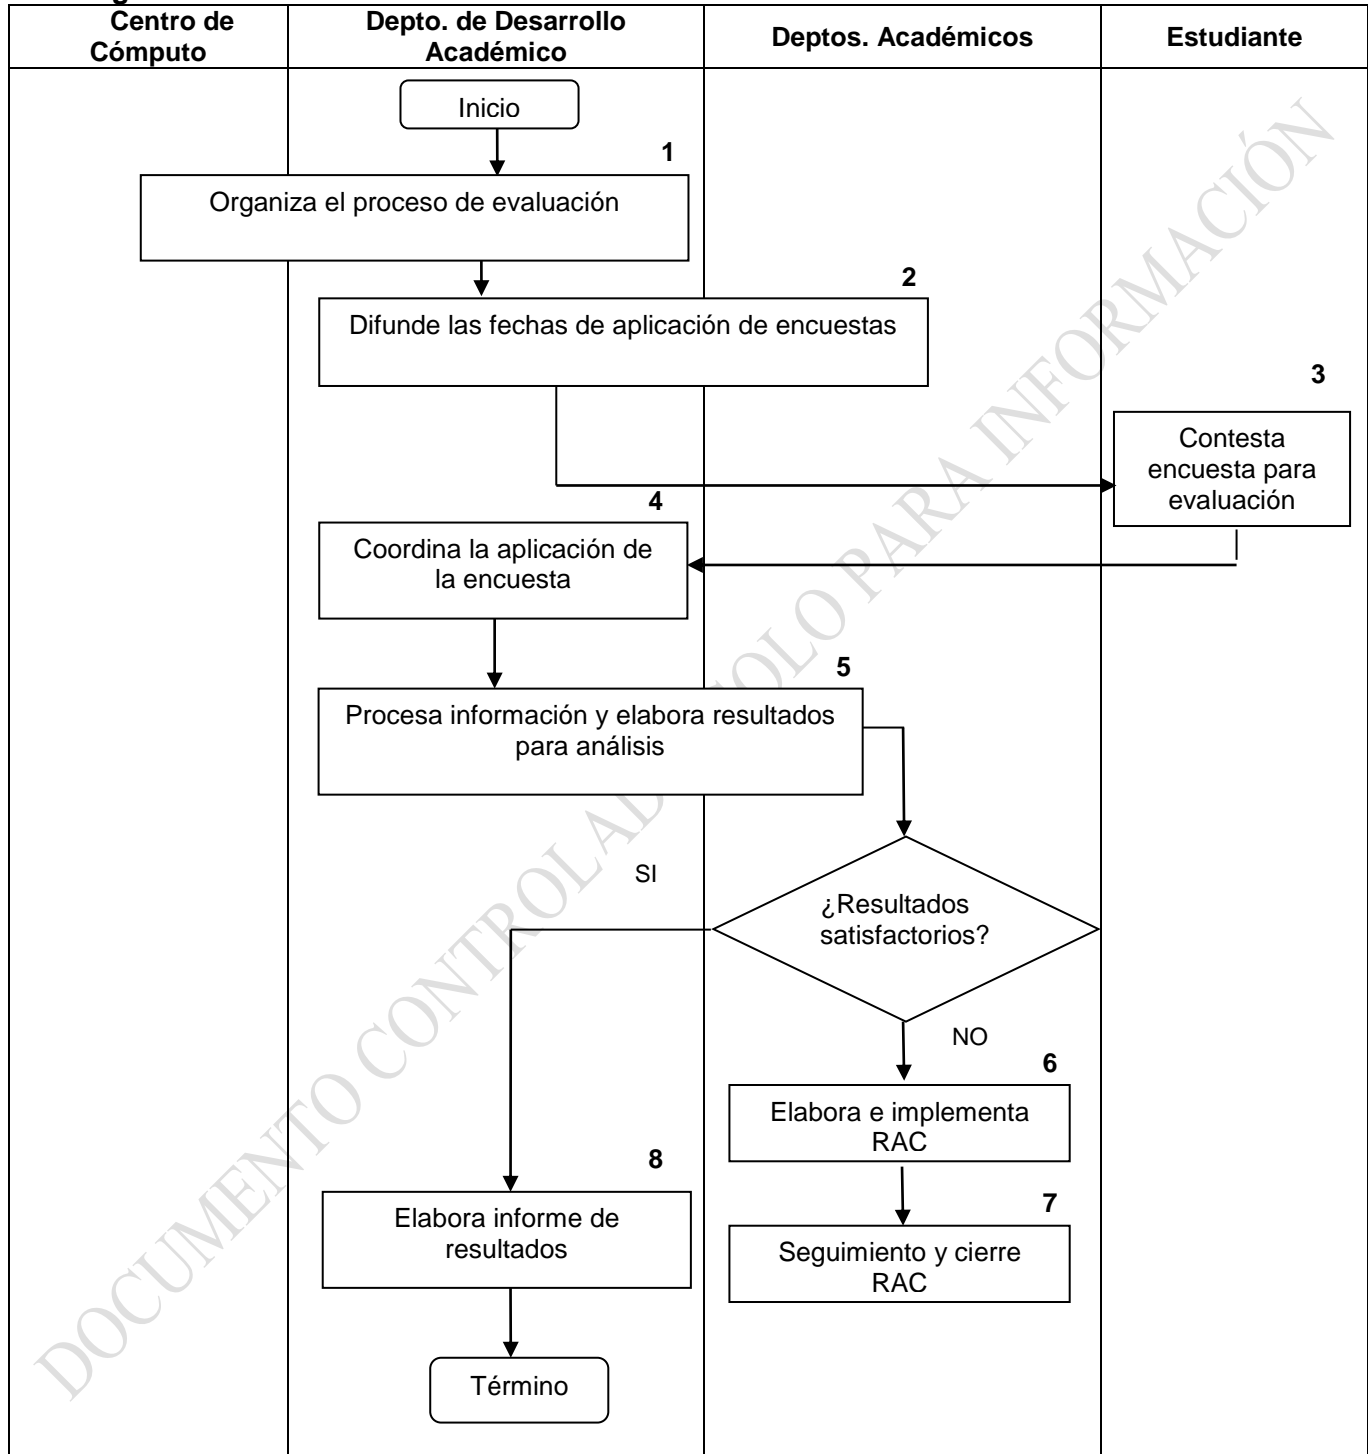 Centro de
Cómputo
Depto. de Desarrollo
Académico
Deptos. Académicos
Estudiante
Inicio
1
Organiza el proceso de evaluación
2
Difunde las fechas de aplicación de encuestas
3
Contesta
encuesta para
evaluación
4
Coordina la aplicación de
la encuesta
5
Procesa información y elabora resultados
para análisis
SI
¿Resultados
satisfactorios?
NO
6
Elabora e implementa
RAC
8
7
Elabora informe de
resultados
Seguimiento y cierre
RAC
Término
DOCUMENTO CONTROLAD OLO PARA INFORMACIÓN